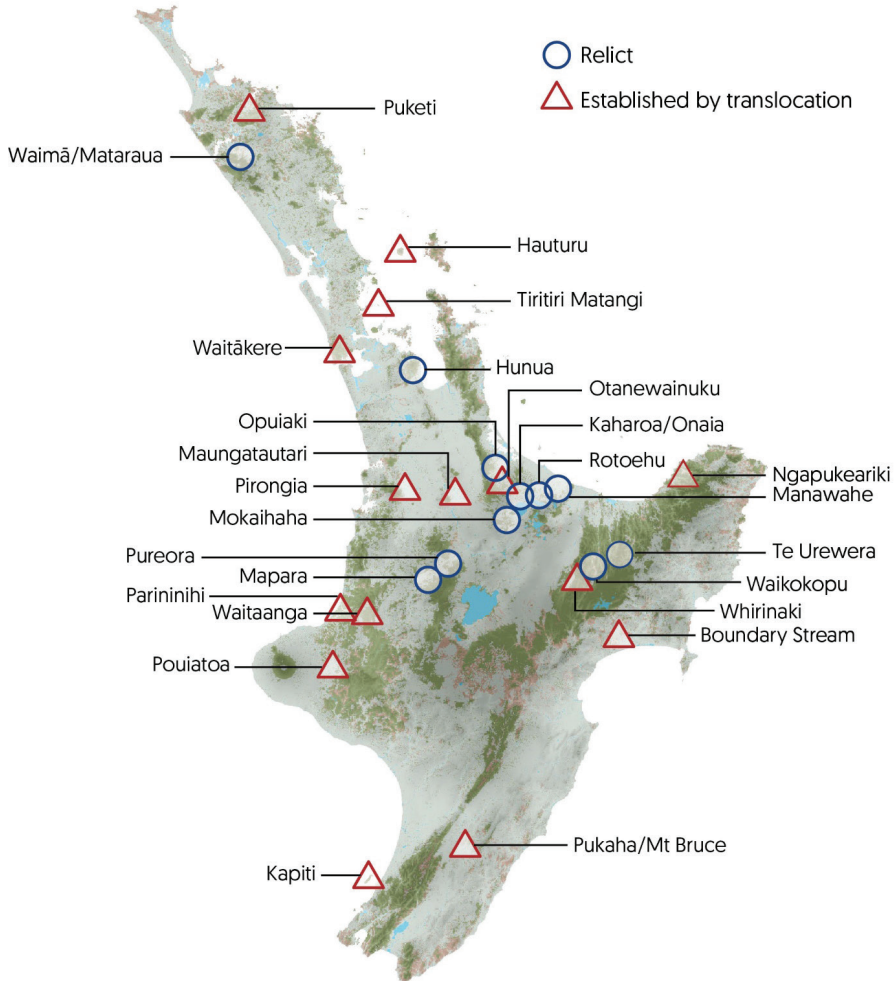 Relict
Established by translocation
Puketi
Waimā/Mataraua
Hauturu
Tiritiri Matangi
Waitākere
Hunua
Otanewainuku
Opuiaki
Kaharoa/Onaia
Maungatautari
Rotoehu
Ngapukeariki
Pirongia
Manawahe
Mokaihaha
Te Urewera
Pureora
Mapara
Waikokopu
Parininihi
Waitaanga
Whirinaki
Boundary Stream
Pouiatoa
Pukaha/Mt Bruce
Kapiti